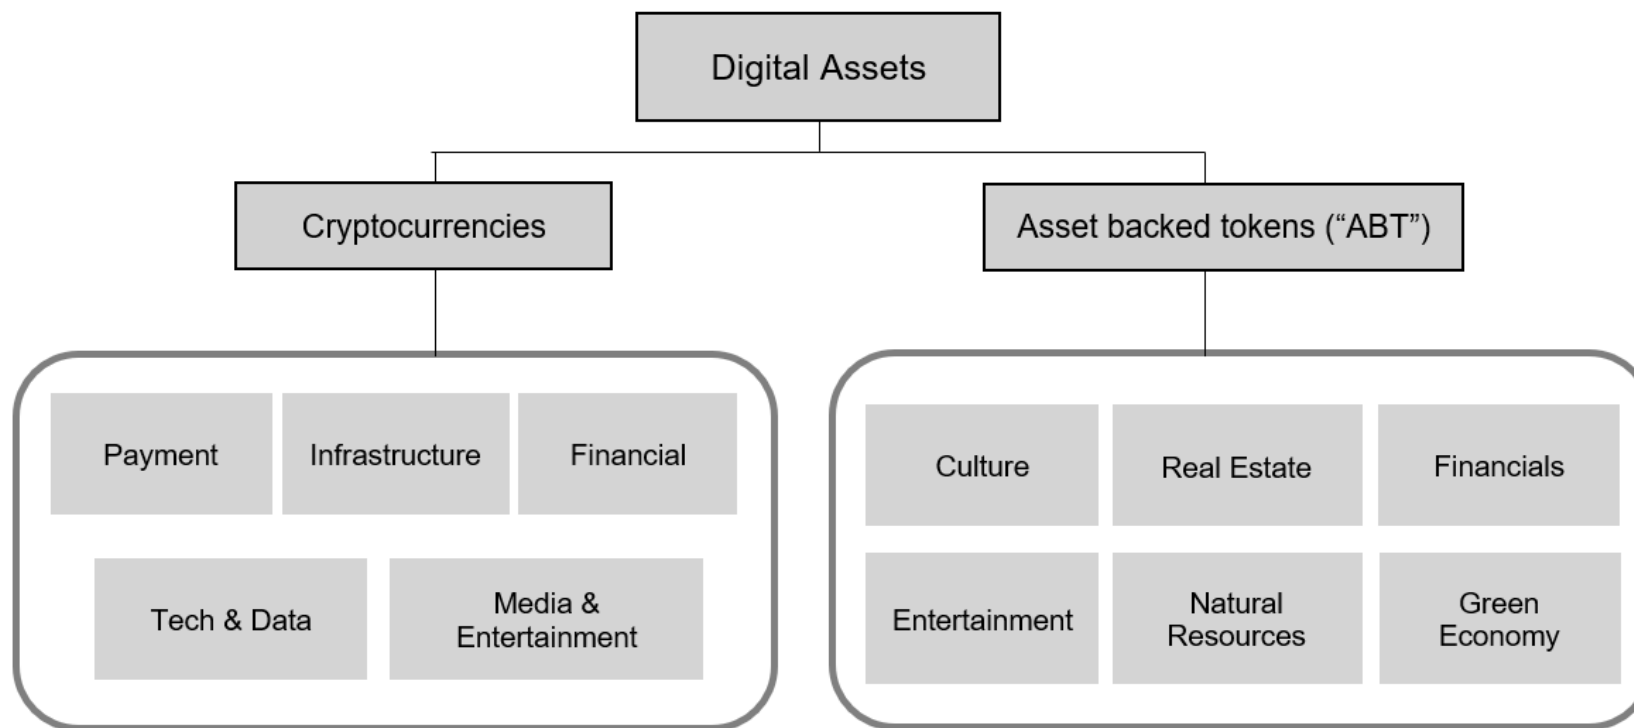 Digital Assets
Cryptocurrencies
Asset backed tokens (“ABT”)
Payment
Infrastructure
Financial
Tech & Data
Media &
Entertainment
Culture
Real Estate
Financials
Entertainment
Natural
Resources
Green
Economy